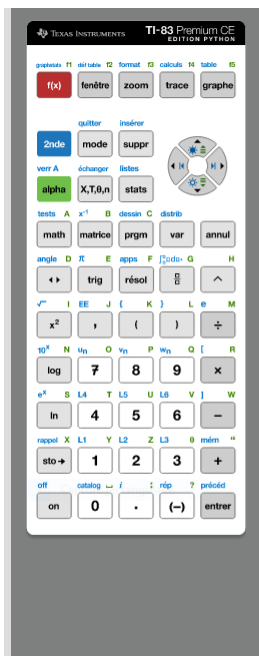 TEXAS INSTRUMENTS TI-83 Premium CE
EDITION PYTHON
graphstats f1 déf table f2 format f3 calculs f4 table f5
f(x) fenêtre zoom trace graphe
quitter insérer
2nde mode suppr
verr A échanger listes
alpha X,T,θ,n stats
tests A x⁻¹ B dessin C distrib
math matrice prgm var annul
angle D π E apps F G H
trig résol ^
√ I EE J { K } L e M
x² , ( ) ÷
10ˣ N un O vn P wn Q [ R
log 7 8 9 ×
eˣ S L4 T L5 U L6 V ] W
ln 4 5 6 −
rappel X L1 Y L2 Z L3 θ mém "
sto→ 1 2 3 +
off catalog i : rép ? précéd
on 0 . (−) entrer